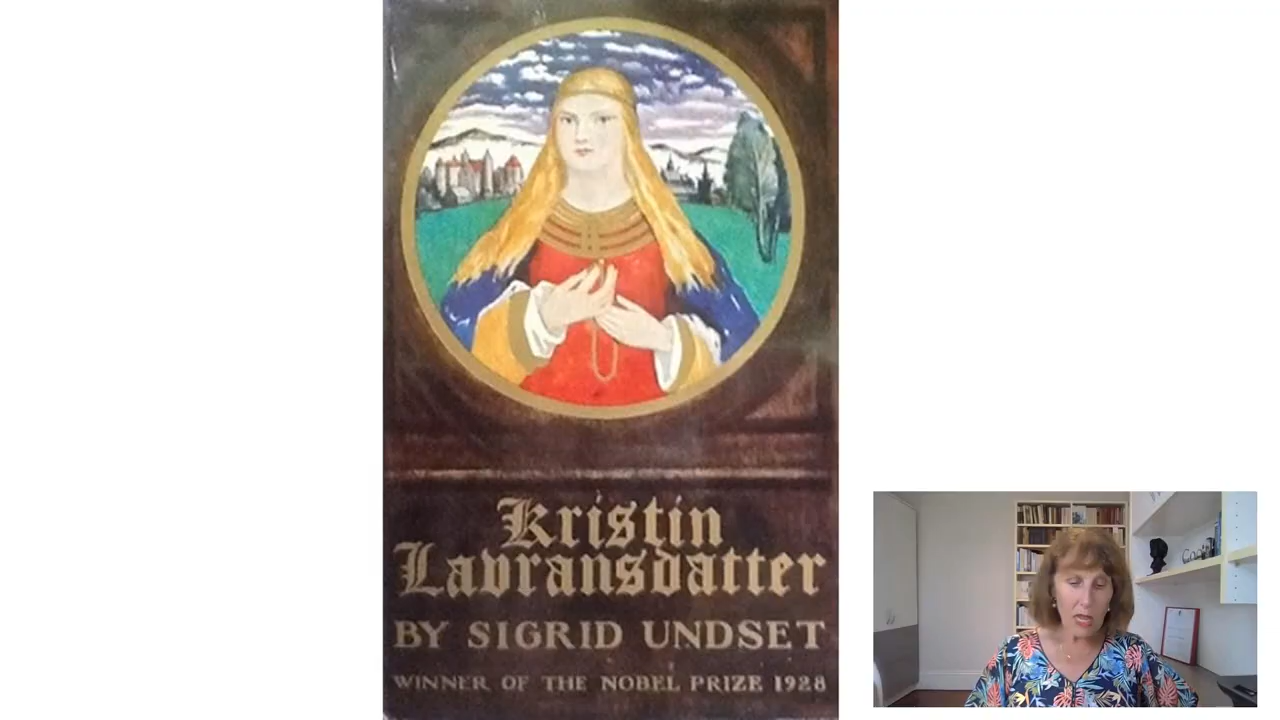 Kristin
Lavransdatter
BY SIGRID UNDSET
WINNER OF THE NOBEL PRIZE 1928